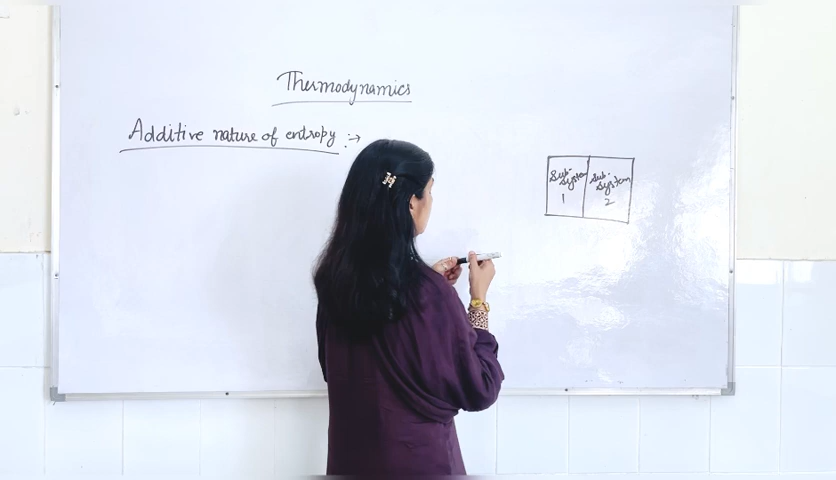 Thermodynamics
Additive nature of entropy :→
Sub-
System
1
Sub-
System
2